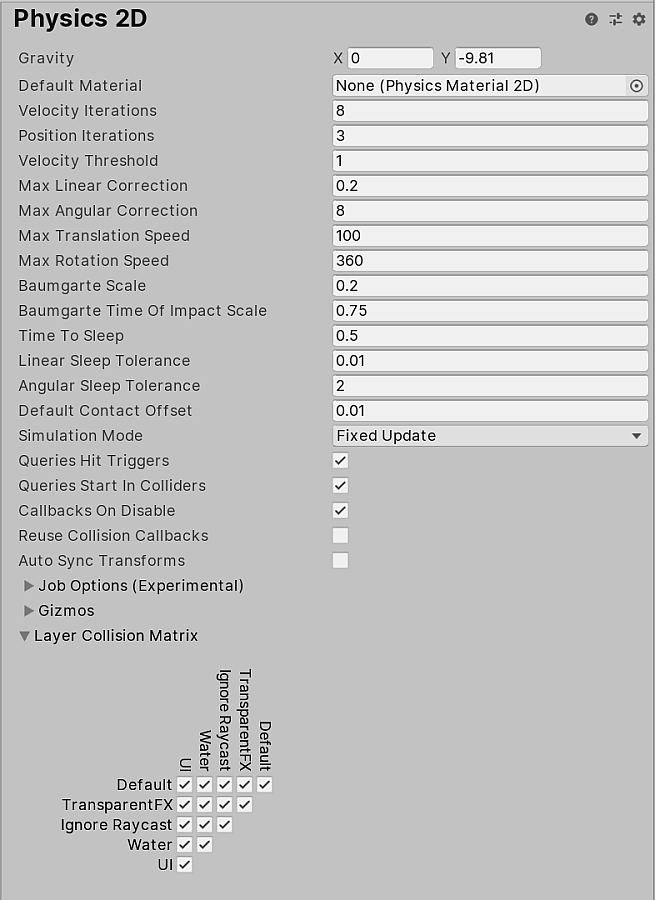 Physics 2D
Gravity X 0 Y -9.81
Default Material None (Physics Material 2D)
Velocity Iterations 8
Position Iterations 3
Velocity Threshold 1
Max Linear Correction 0.2
Max Angular Correction 8
Max Translation Speed 100
Max Rotation Speed 360
Baumgarte Scale 0.2
Baumgarte Time Of Impact Scale 0.75
Time To Sleep 0.5
Linear Sleep Tolerance 0.01
Angular Sleep Tolerance 2
Default Contact Offset 0.01
Simulation Mode Fixed Update
Queries Hit Triggers
Queries Start In Colliders
Callbacks On Disable
Reuse Collision Callbacks
Auto Sync Transforms
Job Options (Experimental)
Gizmos
Layer Collision Matrix
UI
Water
Ignore Raycast
TransparentFX
Default
Default
TransparentFX
Ignore Raycast
Water
UI